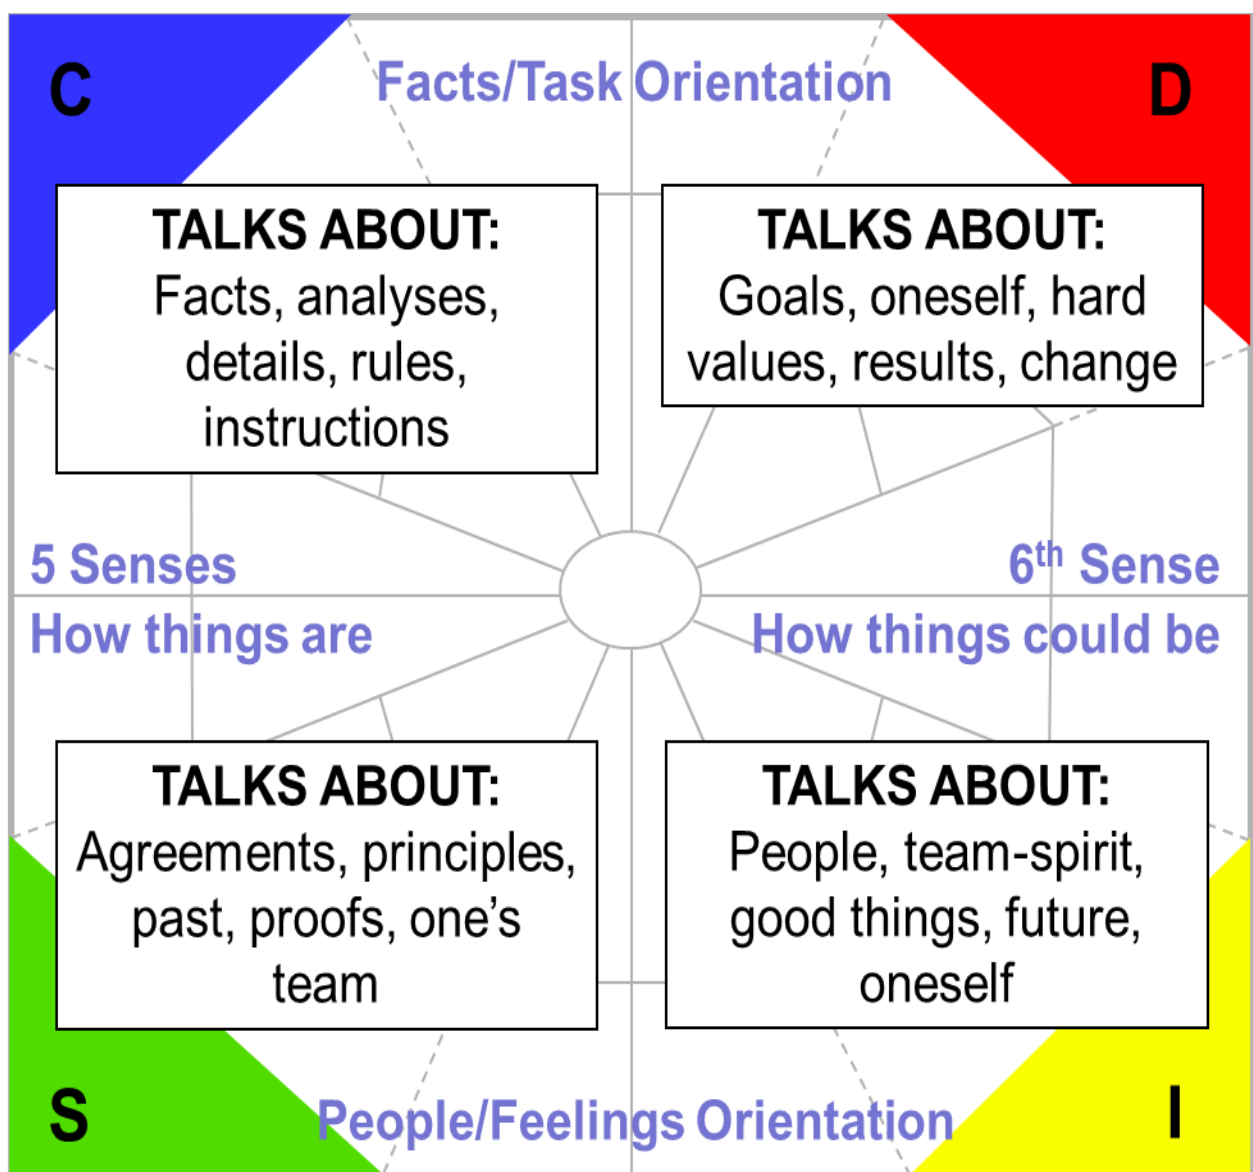 C
Facts/Task Orientation
D
TALKS ABOUT:
Facts, analyses,
details, rules,
instructions
TALKS ABOUT:
Goals, oneself, hard
values, results, change
5 Senses
How things are
6th Sense
How things could be
TALKS ABOUT:
Agreements, principles,
past, proofs, one’s
team
TALKS ABOUT:
People, team-spirit,
good things, future,
oneself
S
People/Feelings Orientation
I